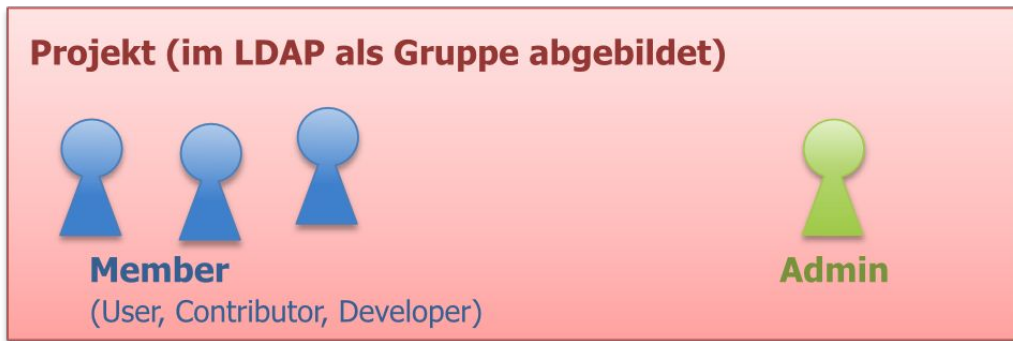 Projekt (im LDAP als Gruppe abgebildet)
Member
(User, Contributor, Developer)
Admin